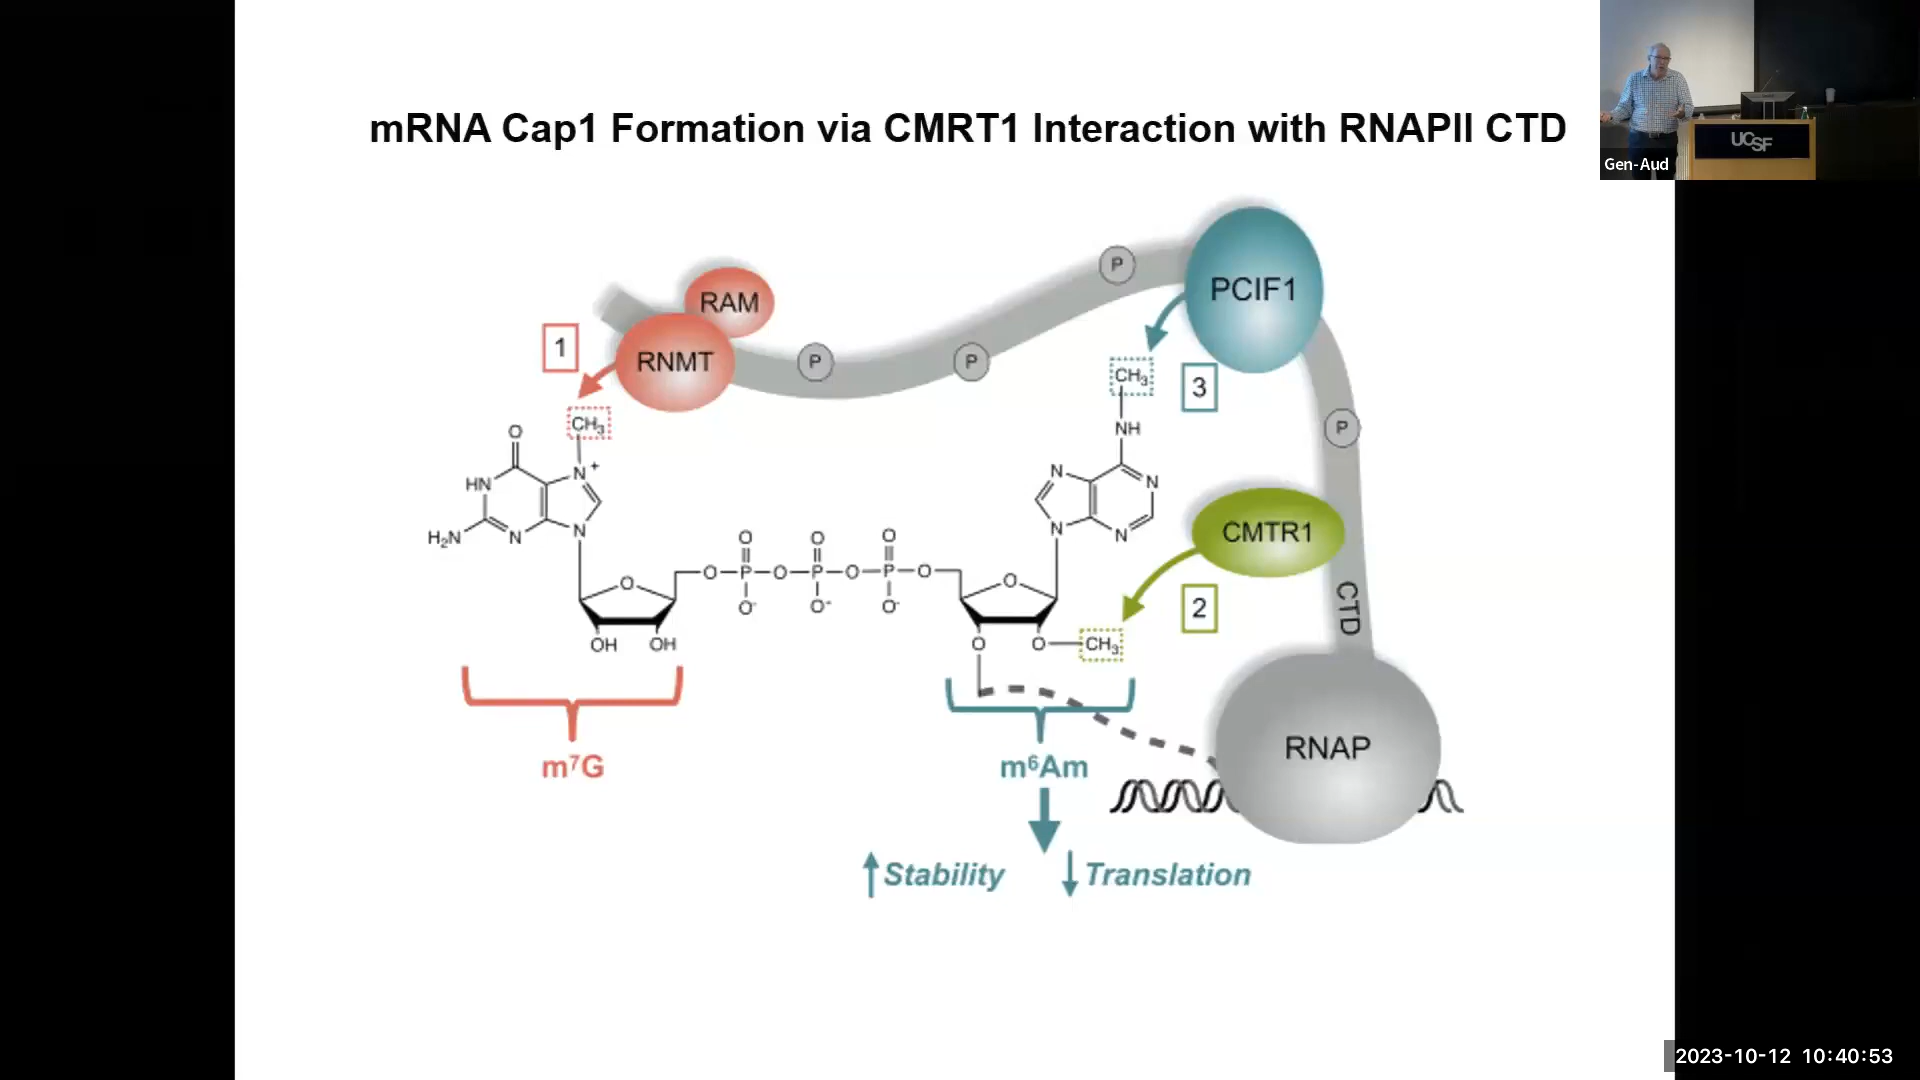 mRNA Cap1 Formation via CMRT1 Interaction with RNAPII CTD
UCSF
Gen-Aud
PCIF1
P
RAM
1
RNMT
P
P
CH3
3
CH3
O
NH
P
N+
HN
N
N
H2N
N
N
N
N
CMTR1
O
O
O
O
O
O
P
O
P
O
P
O
O
O-
O-
O-
2
CTD
OH
OH
O
O
CH3
RNAP
m7G
m6Am
↑ Stability
↓ Translation
2023-10-12 10:40:53